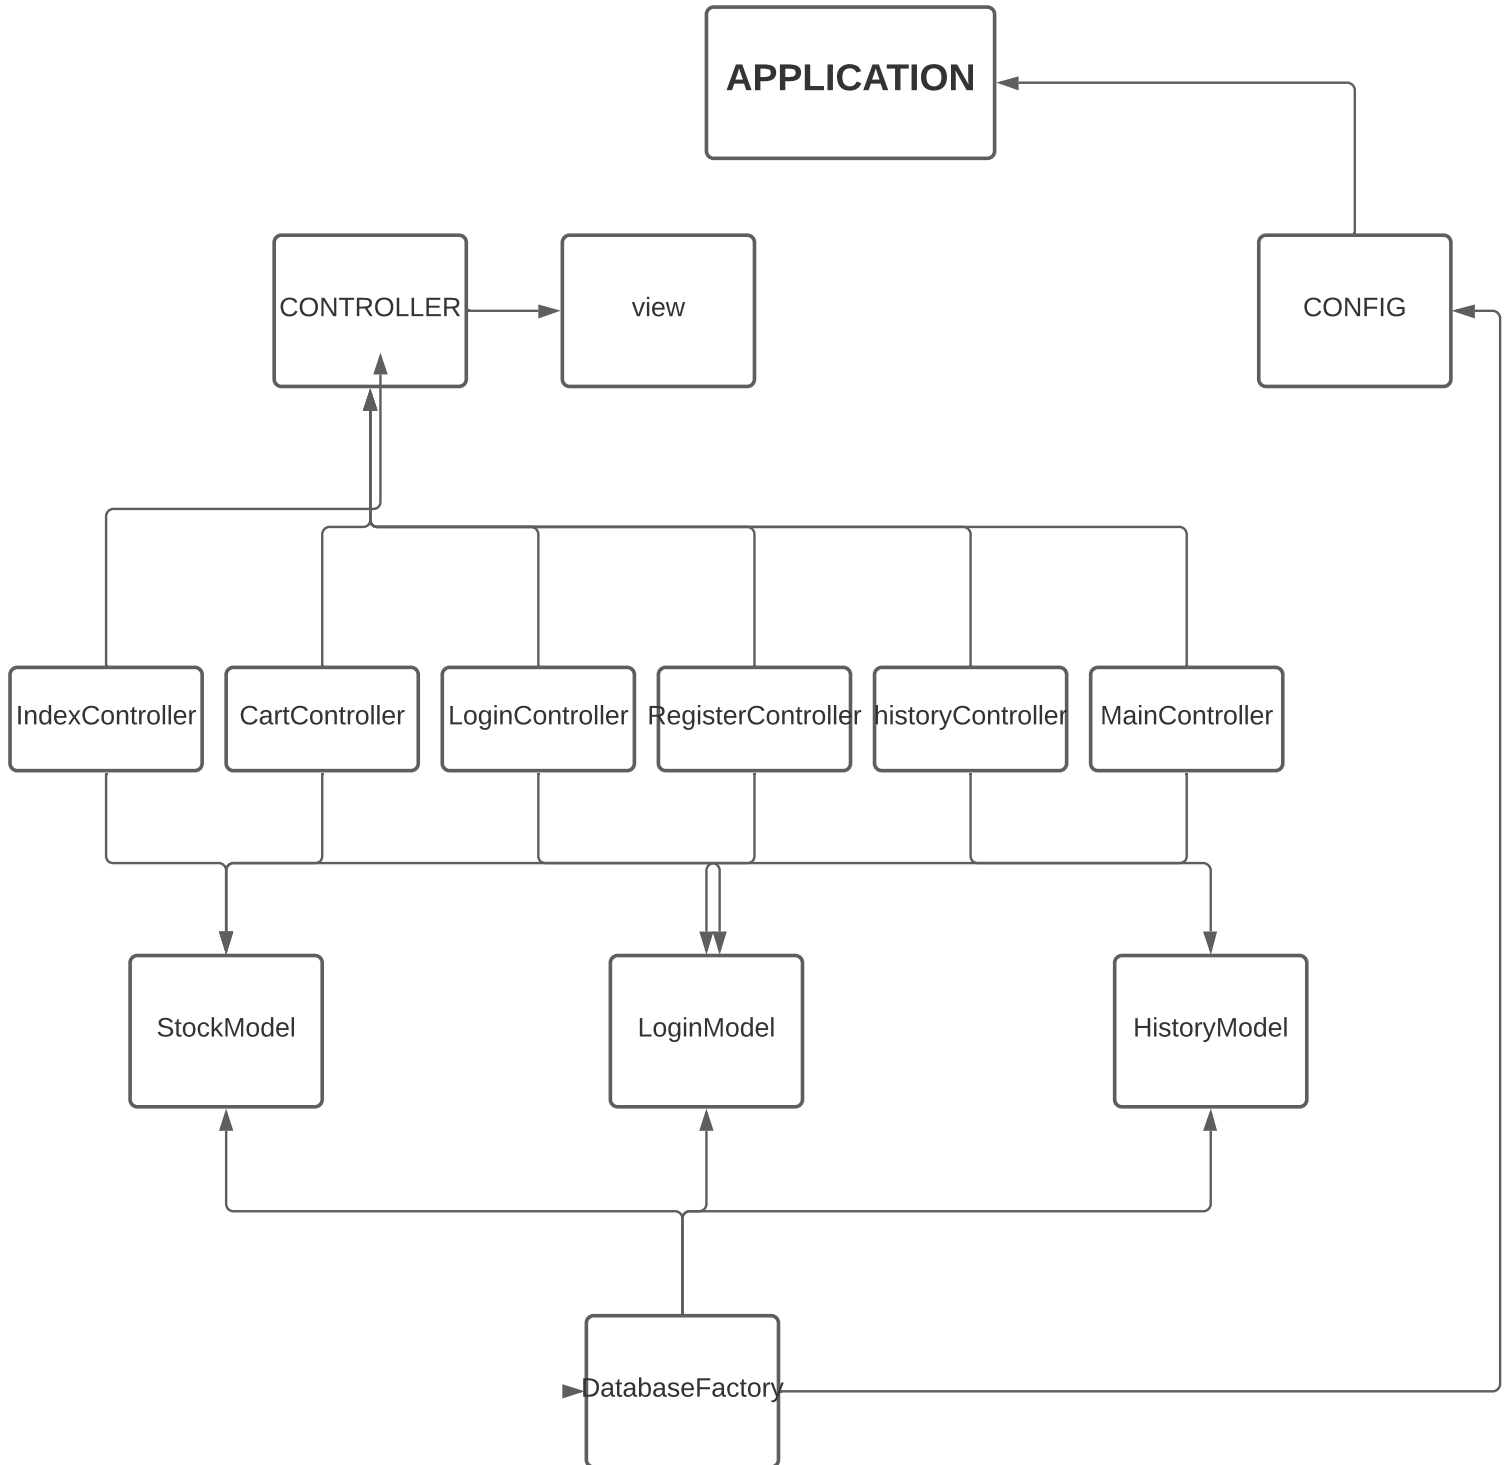 APPLICATION
CONTROLLER
view
CONFIG
IndexController
CartController
LoginController
RegisterController
historyController
MainController
StockModel
LoginModel
HistoryModel
DatabaseFactory